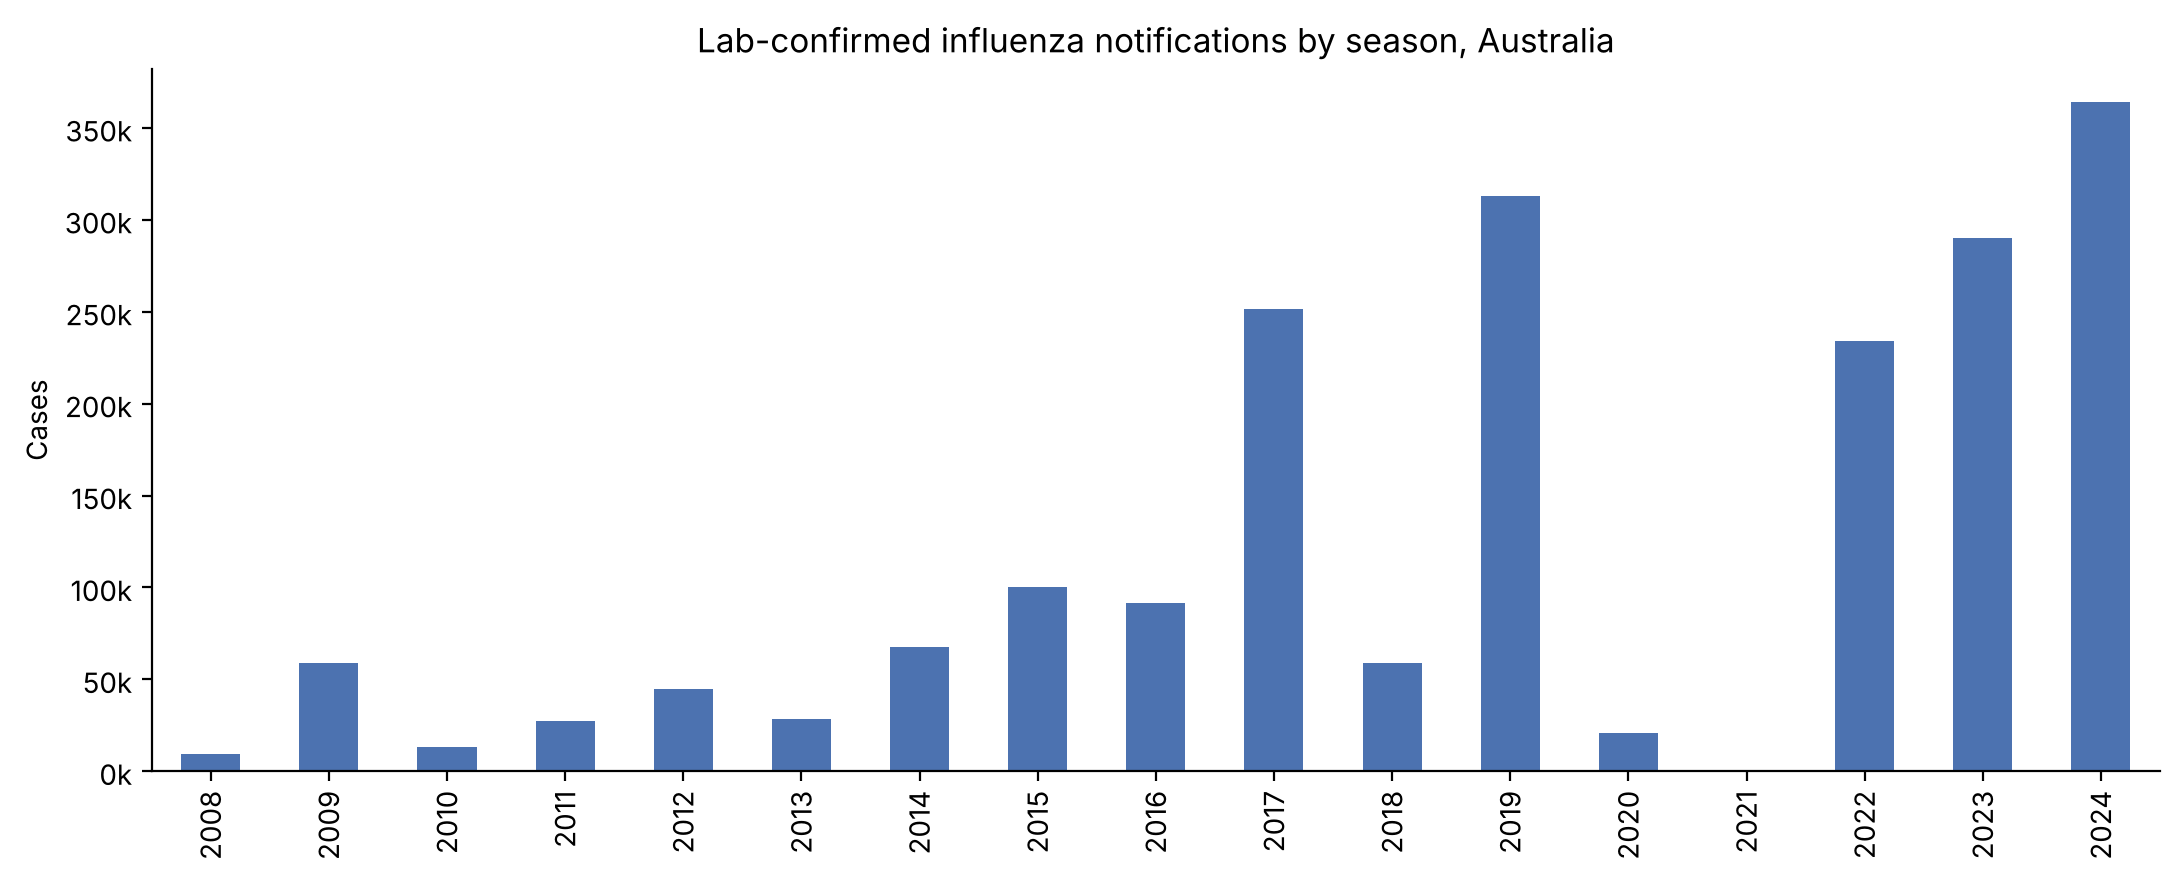 Lab-confirmed influenza notifications by season, Australia
Cases
350k
300k
250k
200k
150k
100k
50k
0k
2008
2009
2010
2011
2012
2013
2014
2015
2016
2017
2018
2019
2020
2021
2022
2023
2024